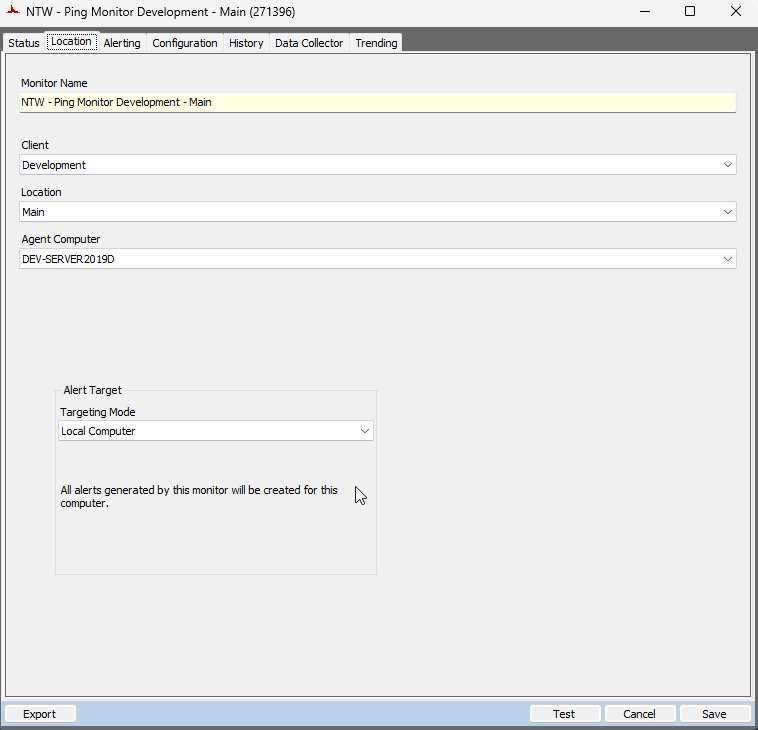 NTW - Ping Monitor Development - Main (271396)
Status Location Alerting Configuration History Data Collector Trending
Monitor Name
NTW - Ping Monitor Development - Main
Client
Development
Location
Main
Agent Computer
DEV-SERVER2019D
Alert Target
Targeting Mode
Local Computer
All alerts generated by this monitor will be created for this
computer.
Export Test Cancel Save